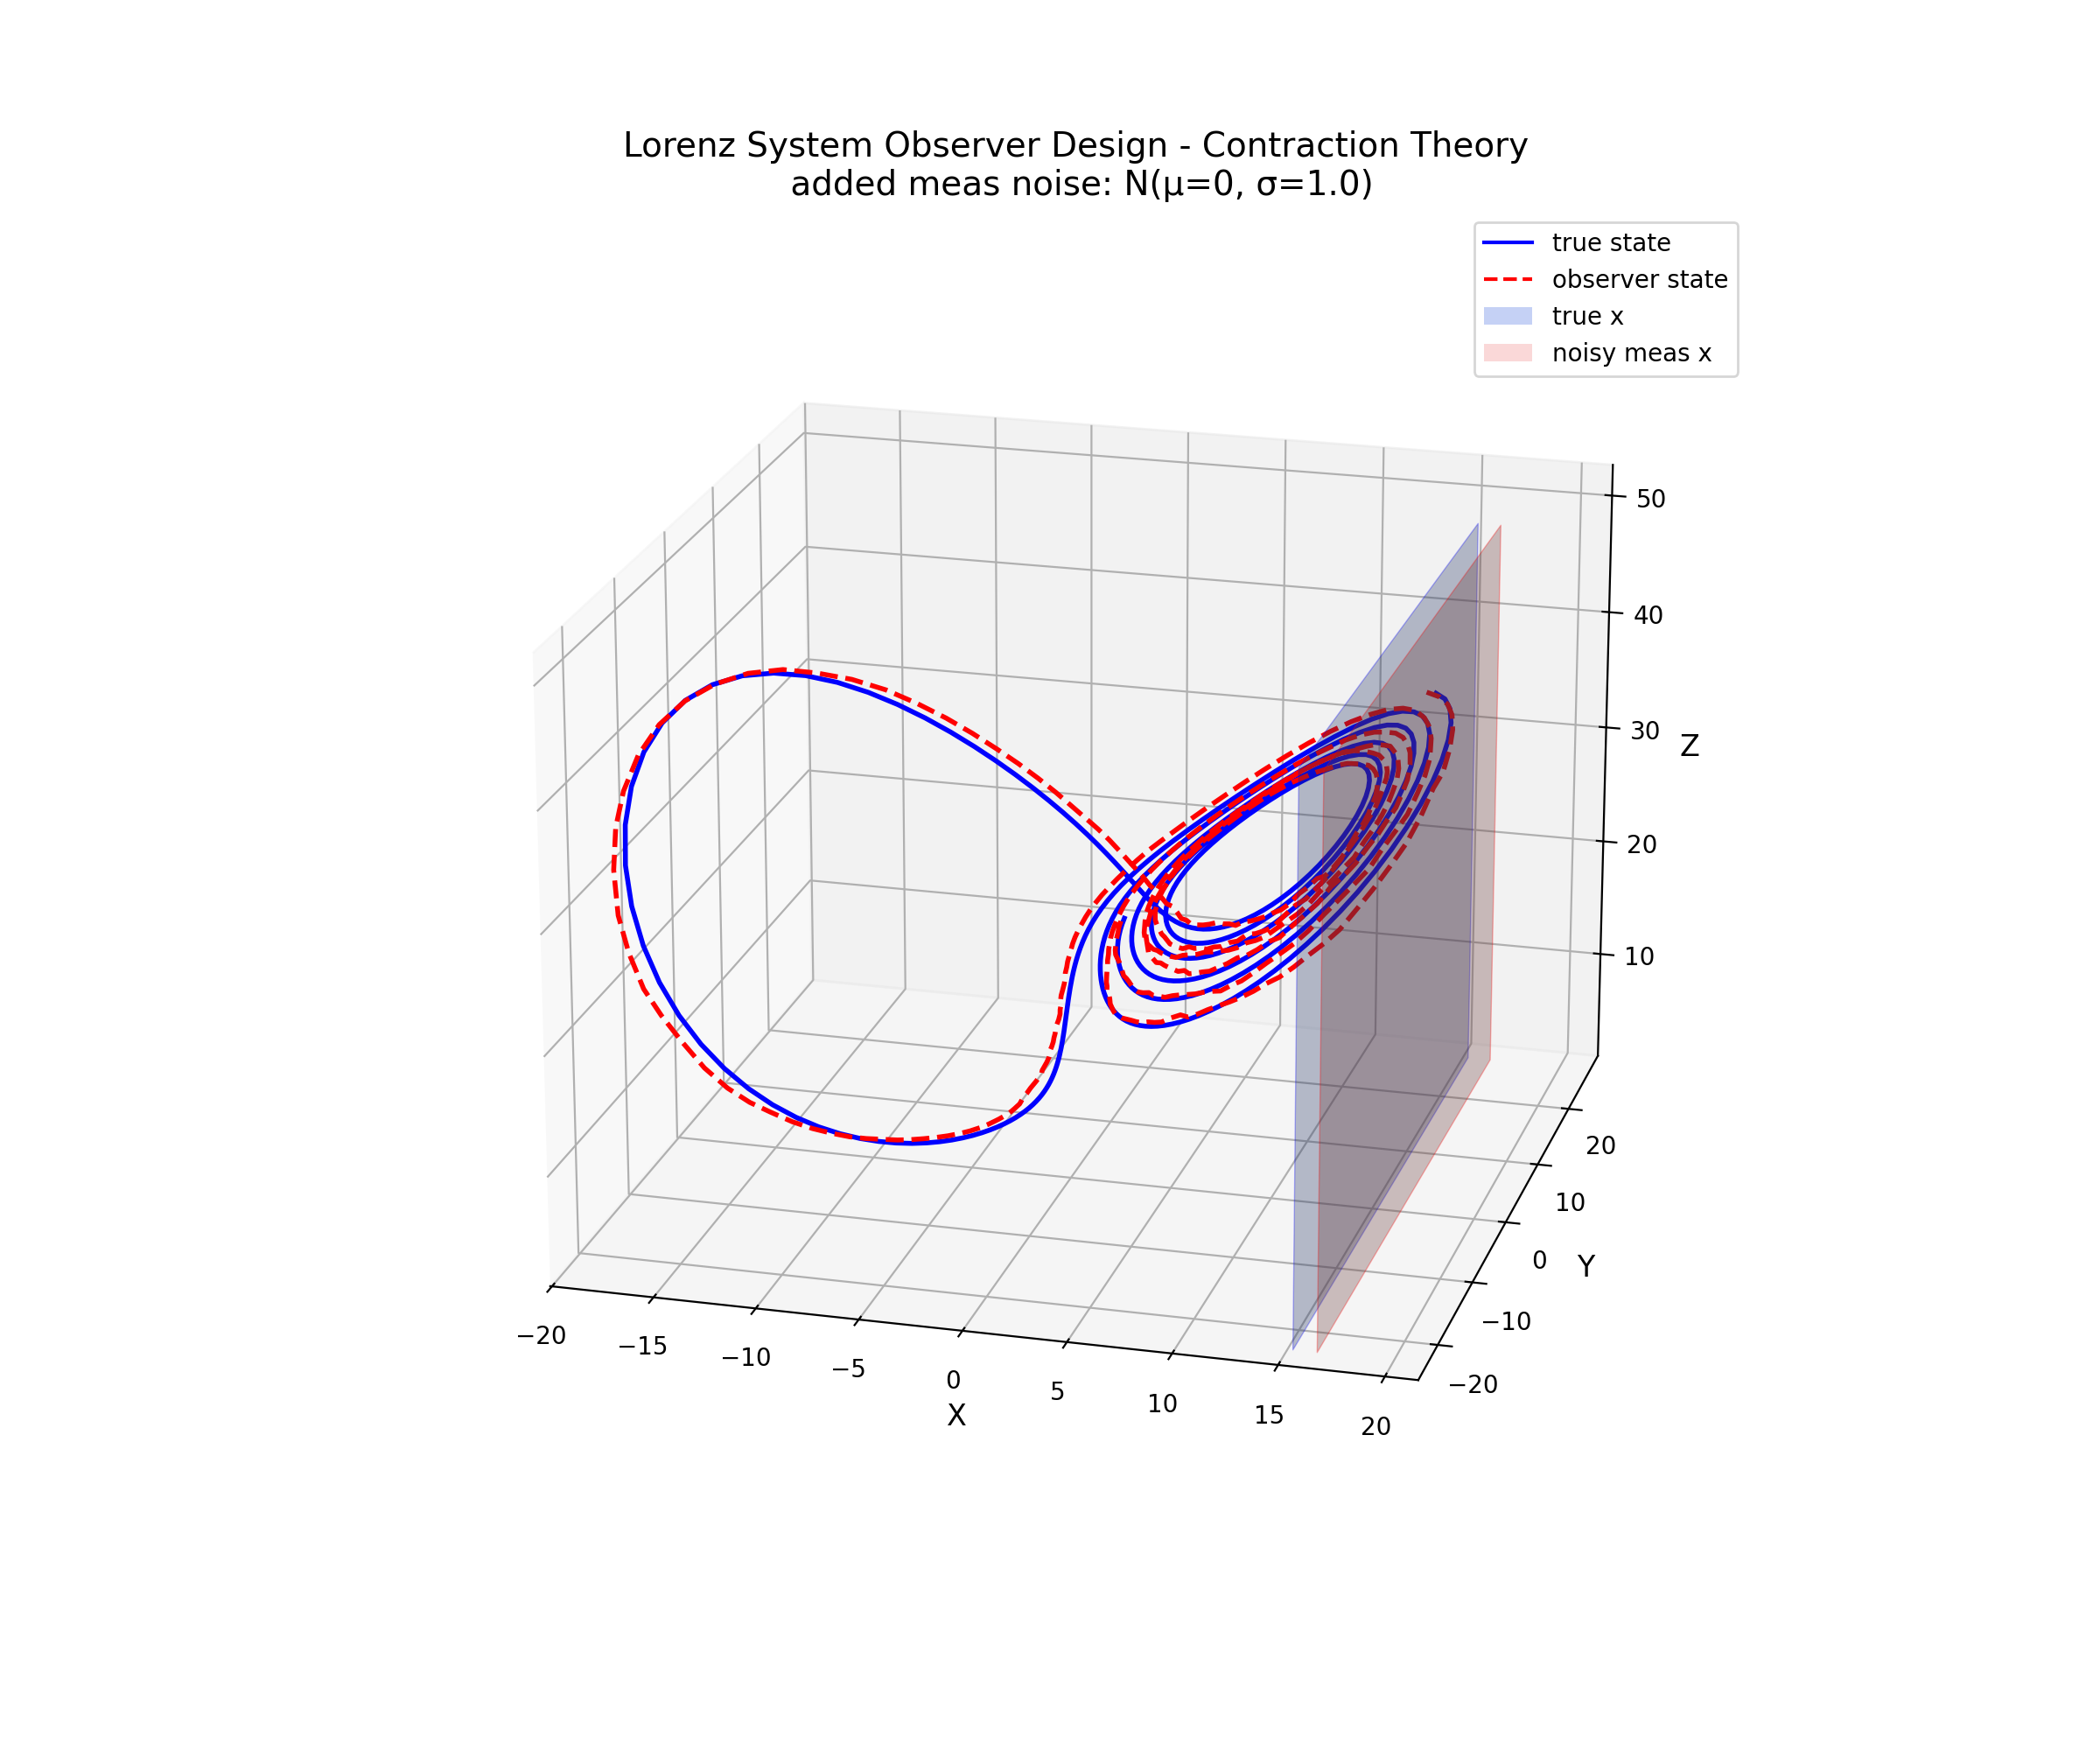 Lorenz System Observer Design - Contraction Theory
added meas noise: N(μ=0, σ=1.0)
true state
observer state
true x
noisy meas x
50
40
30
Z
20
10
20
10
0
Y
−10
−20
−20
−15
−10
−5
0
5
10
15
20
X